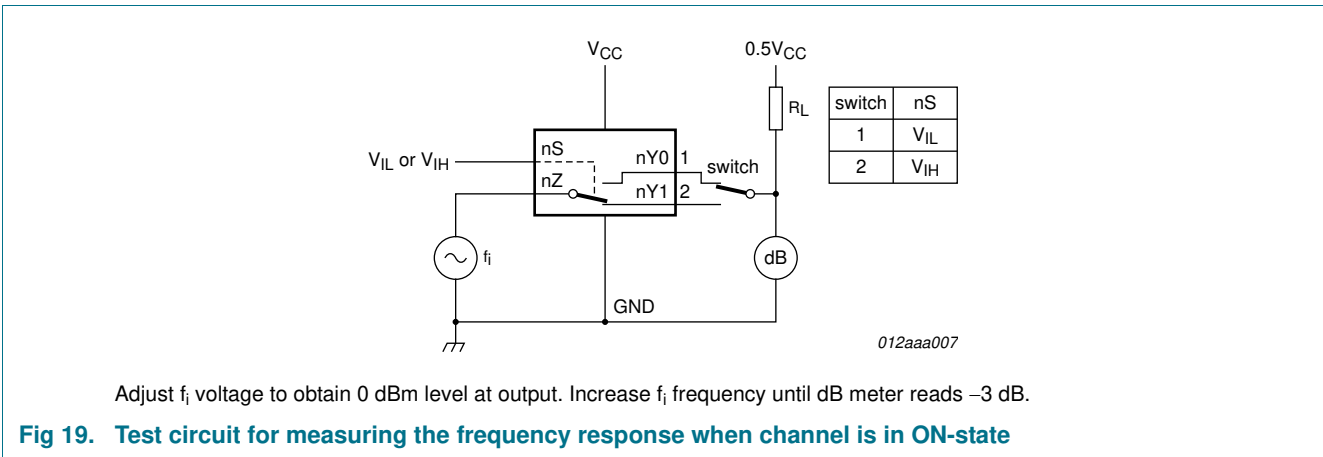 VCC
0.5VCC
RL
switch nS
1 VIL
2 VIH
VIL or VIH
nS
nZ
nY0 1
nY1 2
switch
fi
dB
GND
012aaa007
Adjust fi voltage to obtain 0 dBm level at output. Increase fi frequency until dB meter reads −3 dB.
Fig 19. Test circuit for measuring the frequency response when channel is in ON-state